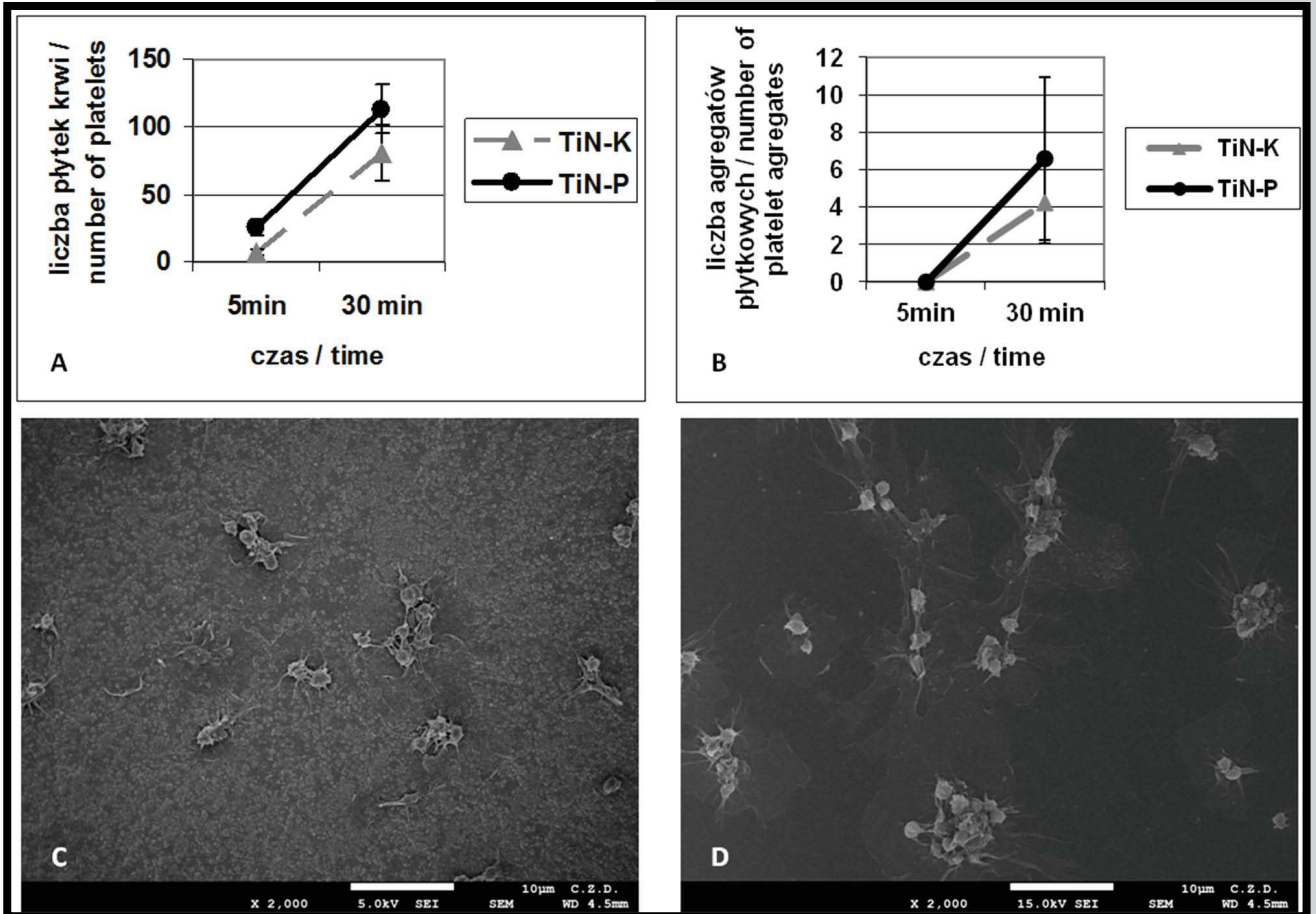 liczba płytek krwi /
number of platelets
150
100
50
0
5min 30 min
czas / time
TiN-K
TiN-P
A
liczba agregatów
płytkowych / number of
platelet agregates
12
10
8
6
4
2
0
5min 30 min
czas / time
TiN-K
TiN-P
B
C
10µm C.Z.D.
X 2,000 5.0kV SEI SEM WD 4.5mm
D
10µm C.Z.D.
X 2,000 15.0kV SEI SEM WD 4.5mm